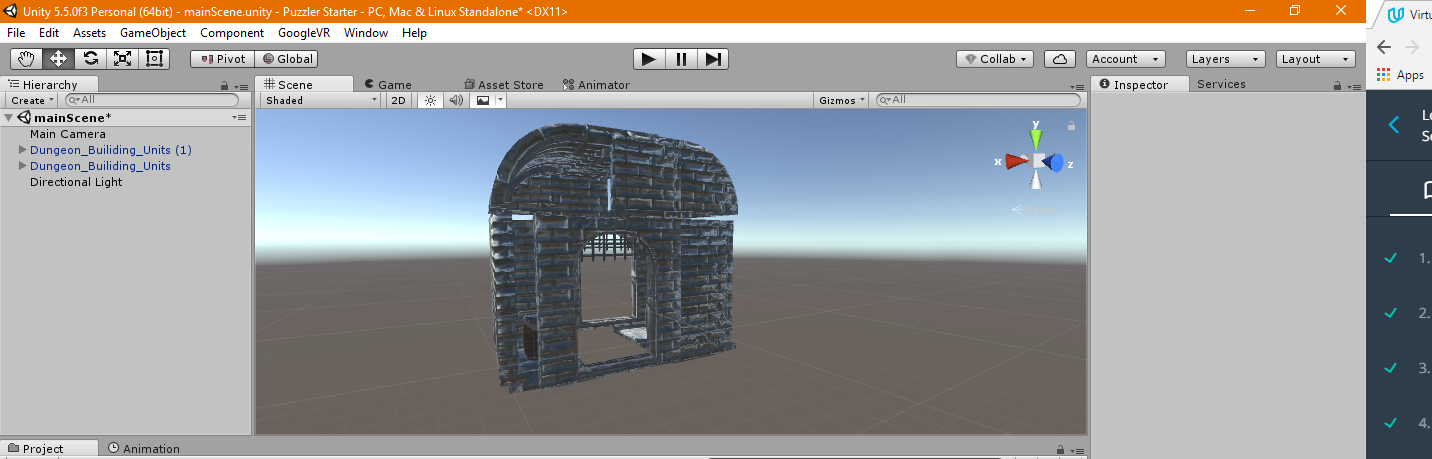 Unity 5.5.0f3 Personal (64bit) - mainScene.unity - Puzzler Starter - PC, Mac & Linux Standalone* <DX11>
Virtu
File Edit Assets GameObject Component GoogleVR Window Help
Pivot Global Collab Account Layers Layout
Apps
Hierarchy Scene Game Asset Store Animator Inspector Services
Create All Shaded 2D Gizmos All
mainScene*
Main Camera
Dungeon_Builiding_Units (1)
Dungeon_Builiding_Units
Directional Light
y
x
z
Le
Se
1.
2.
3.
4.
Project Animation